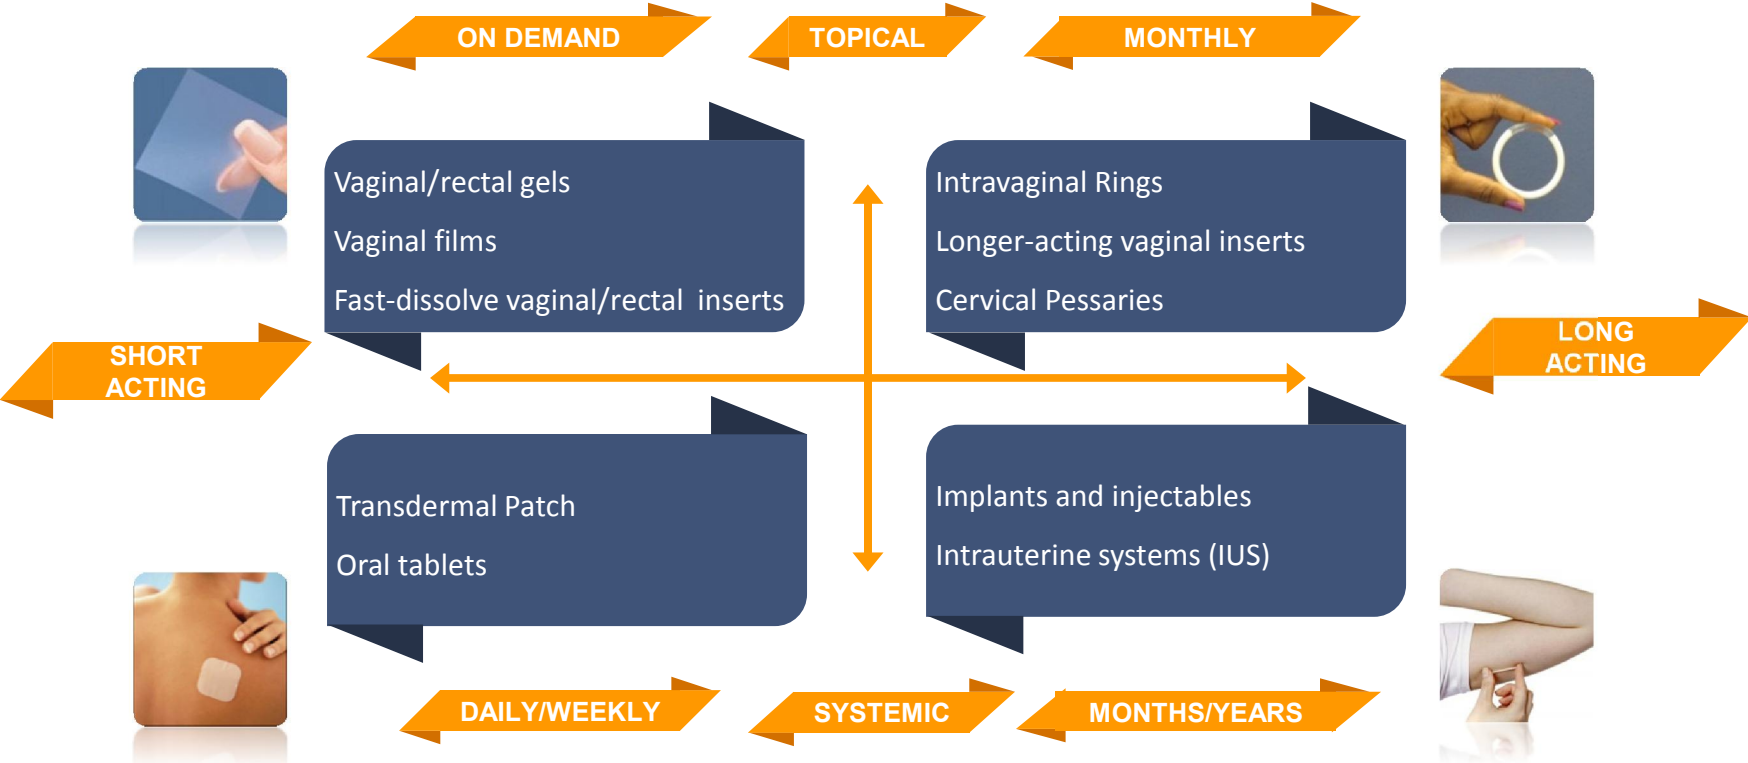 ON DEMAND
TOPICAL
MONTHLY
Vaginal/rectal gels
Vaginal films
Fast-dissolve vaginal/rectal inserts
Intravaginal Rings
Longer-acting vaginal inserts
Cervical Pessaries
SHORT
ACTING
LONG
ACTING
Transdermal Patch
Oral tablets
Implants and injectables
Intrauterine systems (IUS)
DAILY/WEEKLY
SYSTEMIC
MONTHS/YEARS